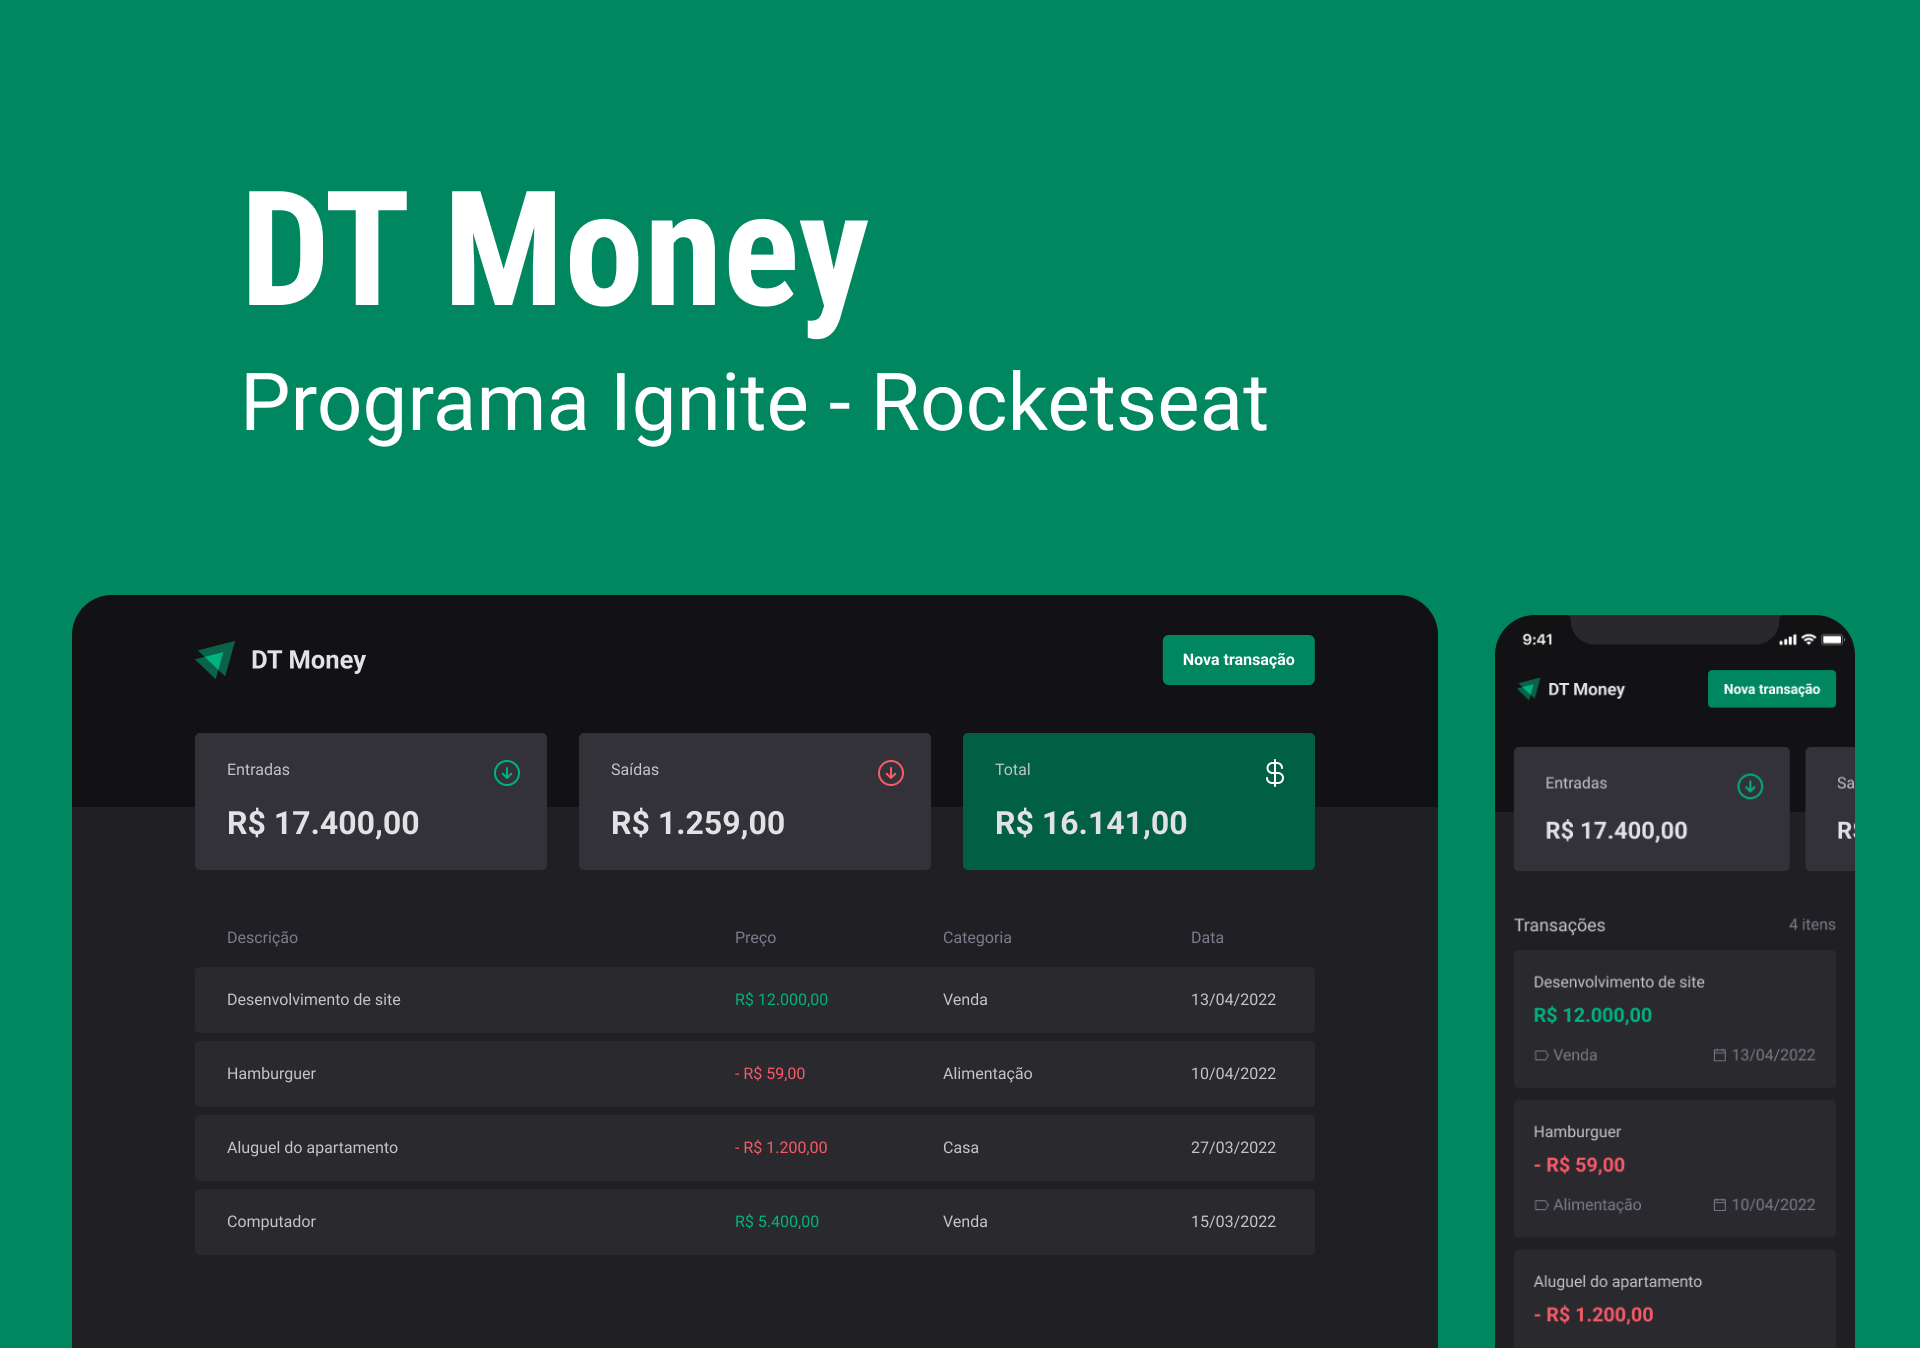 DT Money
Programa Ignite - Rocketseat
DT Money
Nova transação
Entradas
R$ 17.400,00
Saídas
R$ 1.259,00
Total
$
R$ 16.141,00
Descrição Preço Categoria Data
Desenvolvimento de site R$ 12.000,00 Venda 13/04/2022
Hamburguer - R$ 59,00 Alimentação 10/04/2022
Aluguel do apartamento - R$ 1.200,00 Casa 27/03/2022
Computador R$ 5.400,00 Venda 15/03/2022
9:41
DT Money
Nova transação
Entradas
R$ 17.400,00
Sa
R$
Transações 4 itens
Desenvolvimento de site
R$ 12.000,00
Venda 13/04/2022
Hamburguer
- R$ 59,00
Alimentação 10/04/2022
Aluguel do apartamento
- R$ 1.200,00